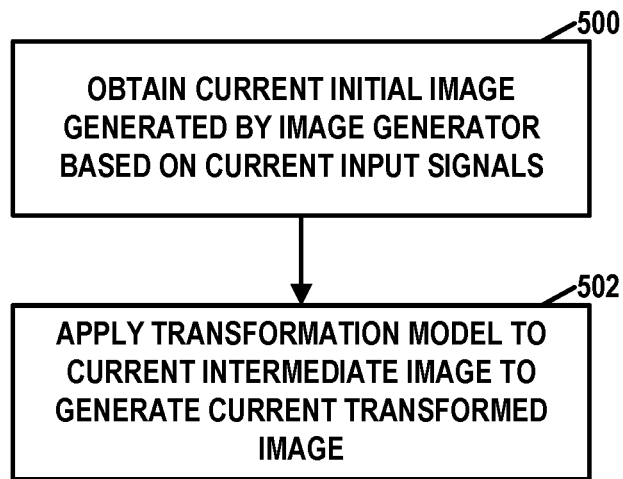 500
OBTAIN CURRENT INITIAL IMAGE
GENERATED BY IMAGE GENERATOR
BASED ON CURRENT INPUT SIGNALS
502
APPLY TRANSFORMATION MODEL TO
CURRENT INTERMEDIATE IMAGE TO
GENERATE CURRENT TRANSFORMED
IMAGE